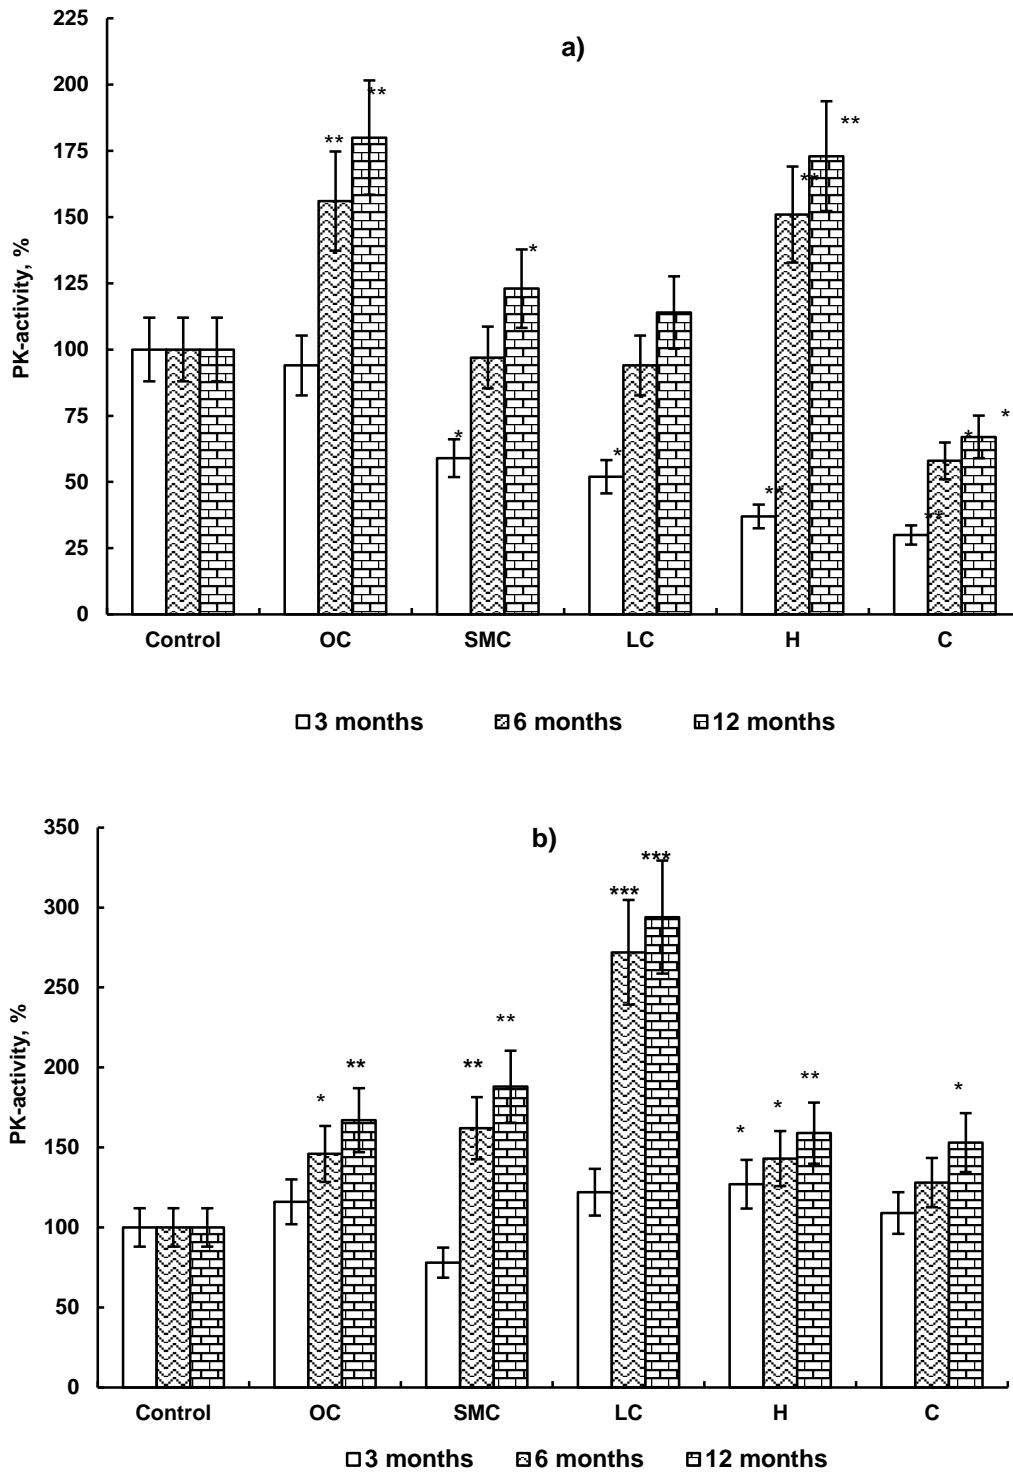 a)
PK-activity, %
225
200
175
150
125
100
75
50
25
0
** **
*
* *
** ** **
** * *
Control OC SMC LC H C
3 months 6 months 12 months
b)
PK-activity, %
350
300
250
200
150
100
50
0
* **
** **
*** ***
* * **
*
Control OC SMC LC H C
3 months 6 months 12 months